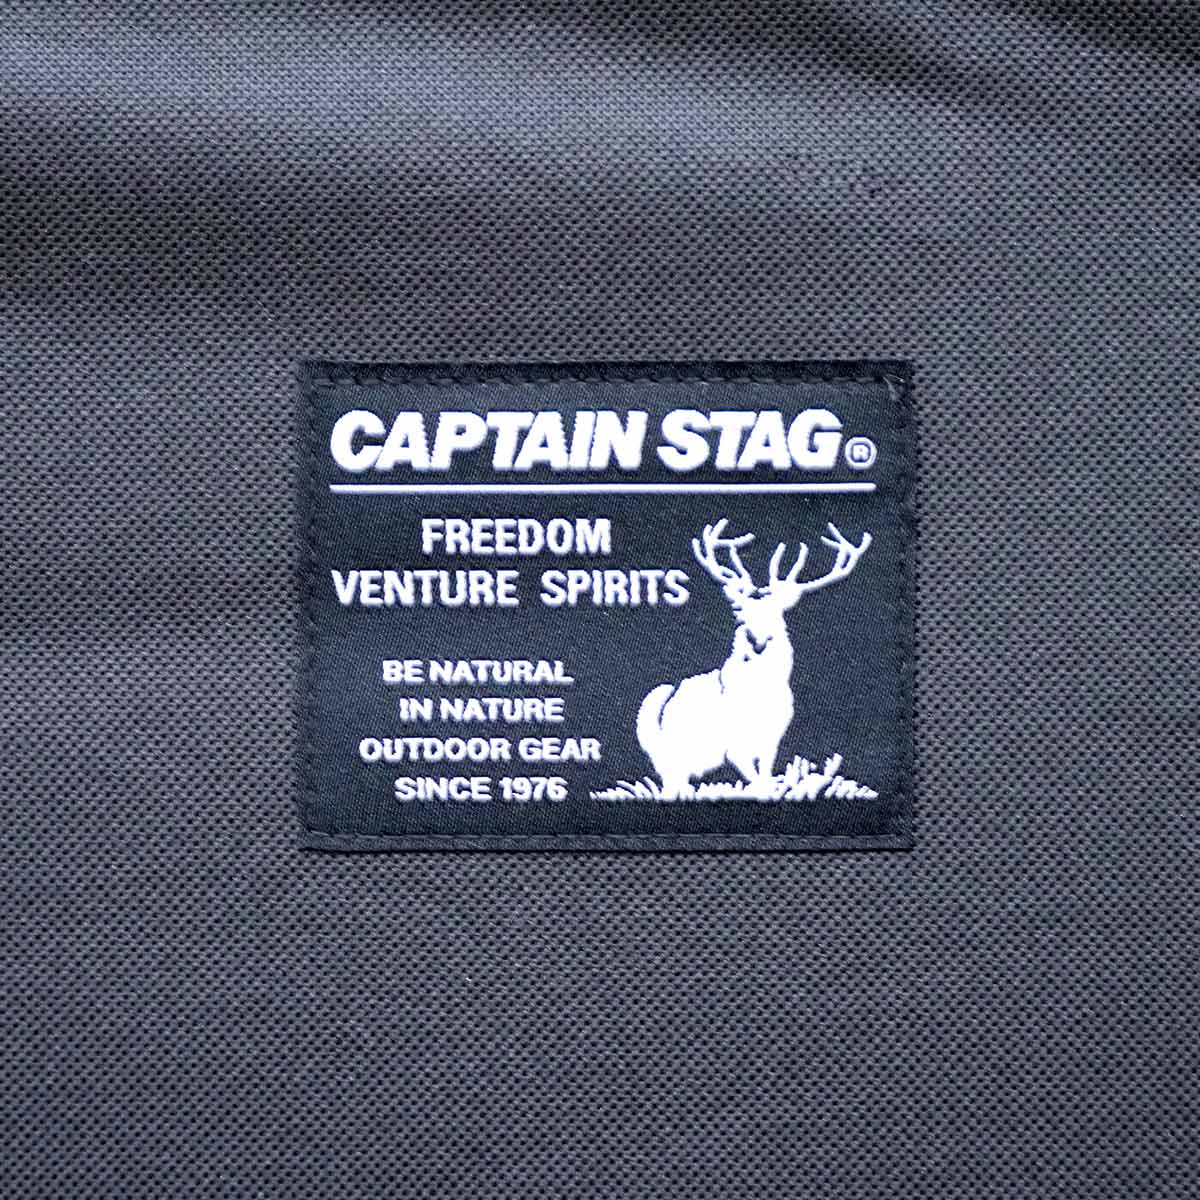 CAPTAIN STAG®
FREEDOM
VENTURE SPIRITS
BE NATURAL
IN NATURE
OUTDOOR GEAR
SINCE 1976